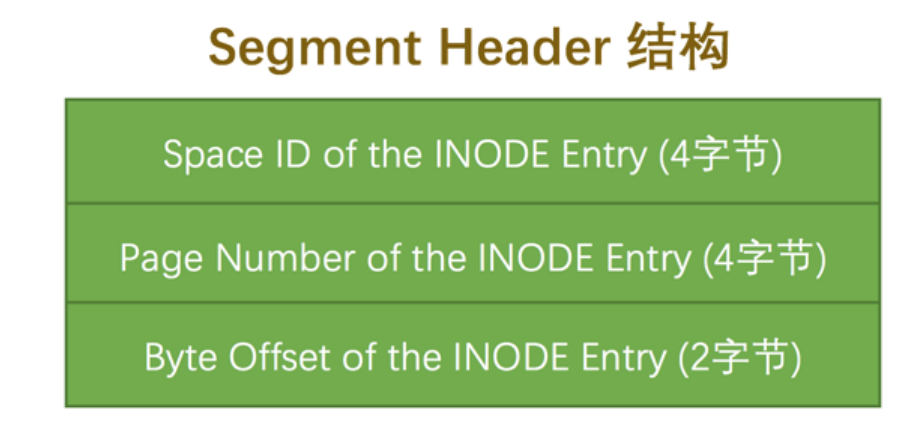 Segment Header 结构
Space ID of the INODE Entry (4字节)
Page Number of the INODE Entry (4字节)
Byte Offset of the INODE Entry (2字节)